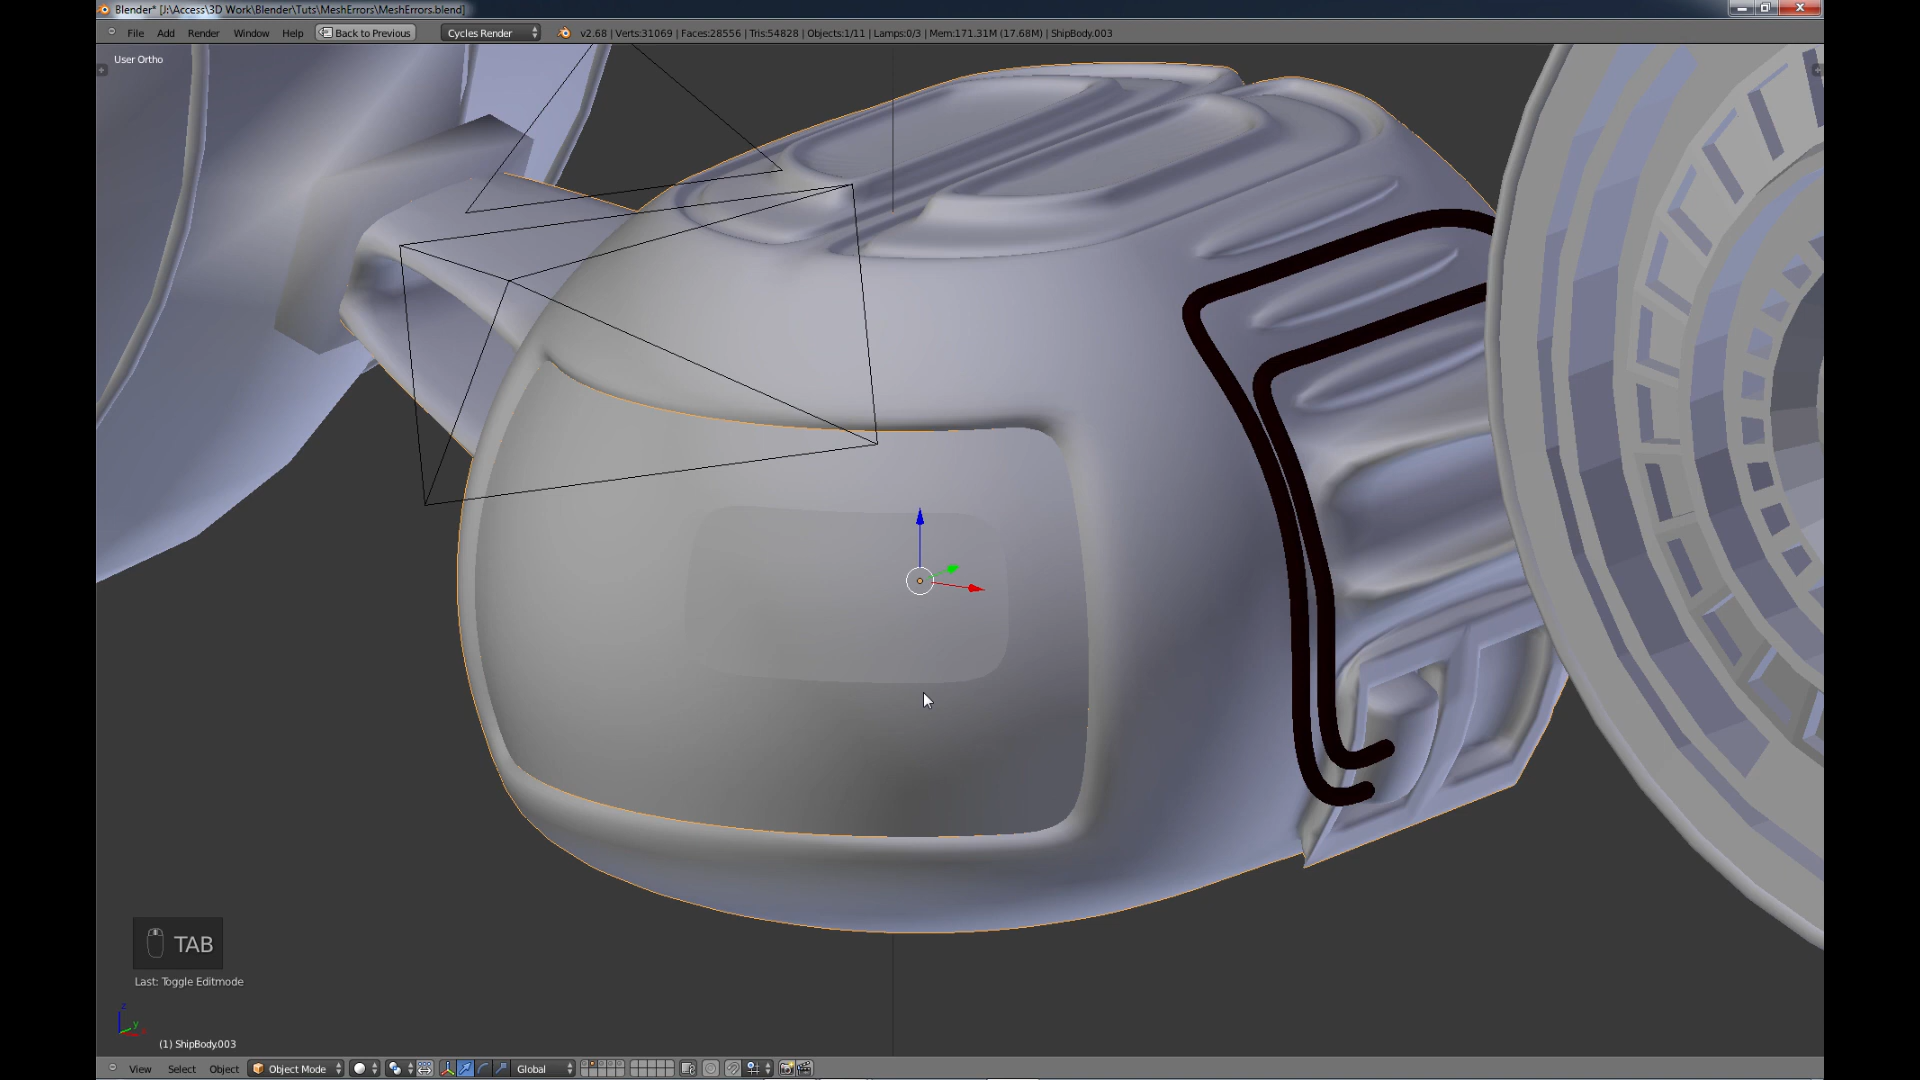 Blender* [J:\Access\3D Work\Blender\Tuts\MeshErrors\MeshErrors.blend]
File Add Render Window Help Back to Previous Cycles Render v2.68 | Verts:31069 | Faces:28556 | Tris:54828 | Objects:1/11 | Lamps:0/3 | Mem:171.31M (17.68M) | ShipBody.003
User Ortho
TAB
Last: Toggle Editmode
z
y
x
(1) ShipBody.003
View Select Object Object Mode Global